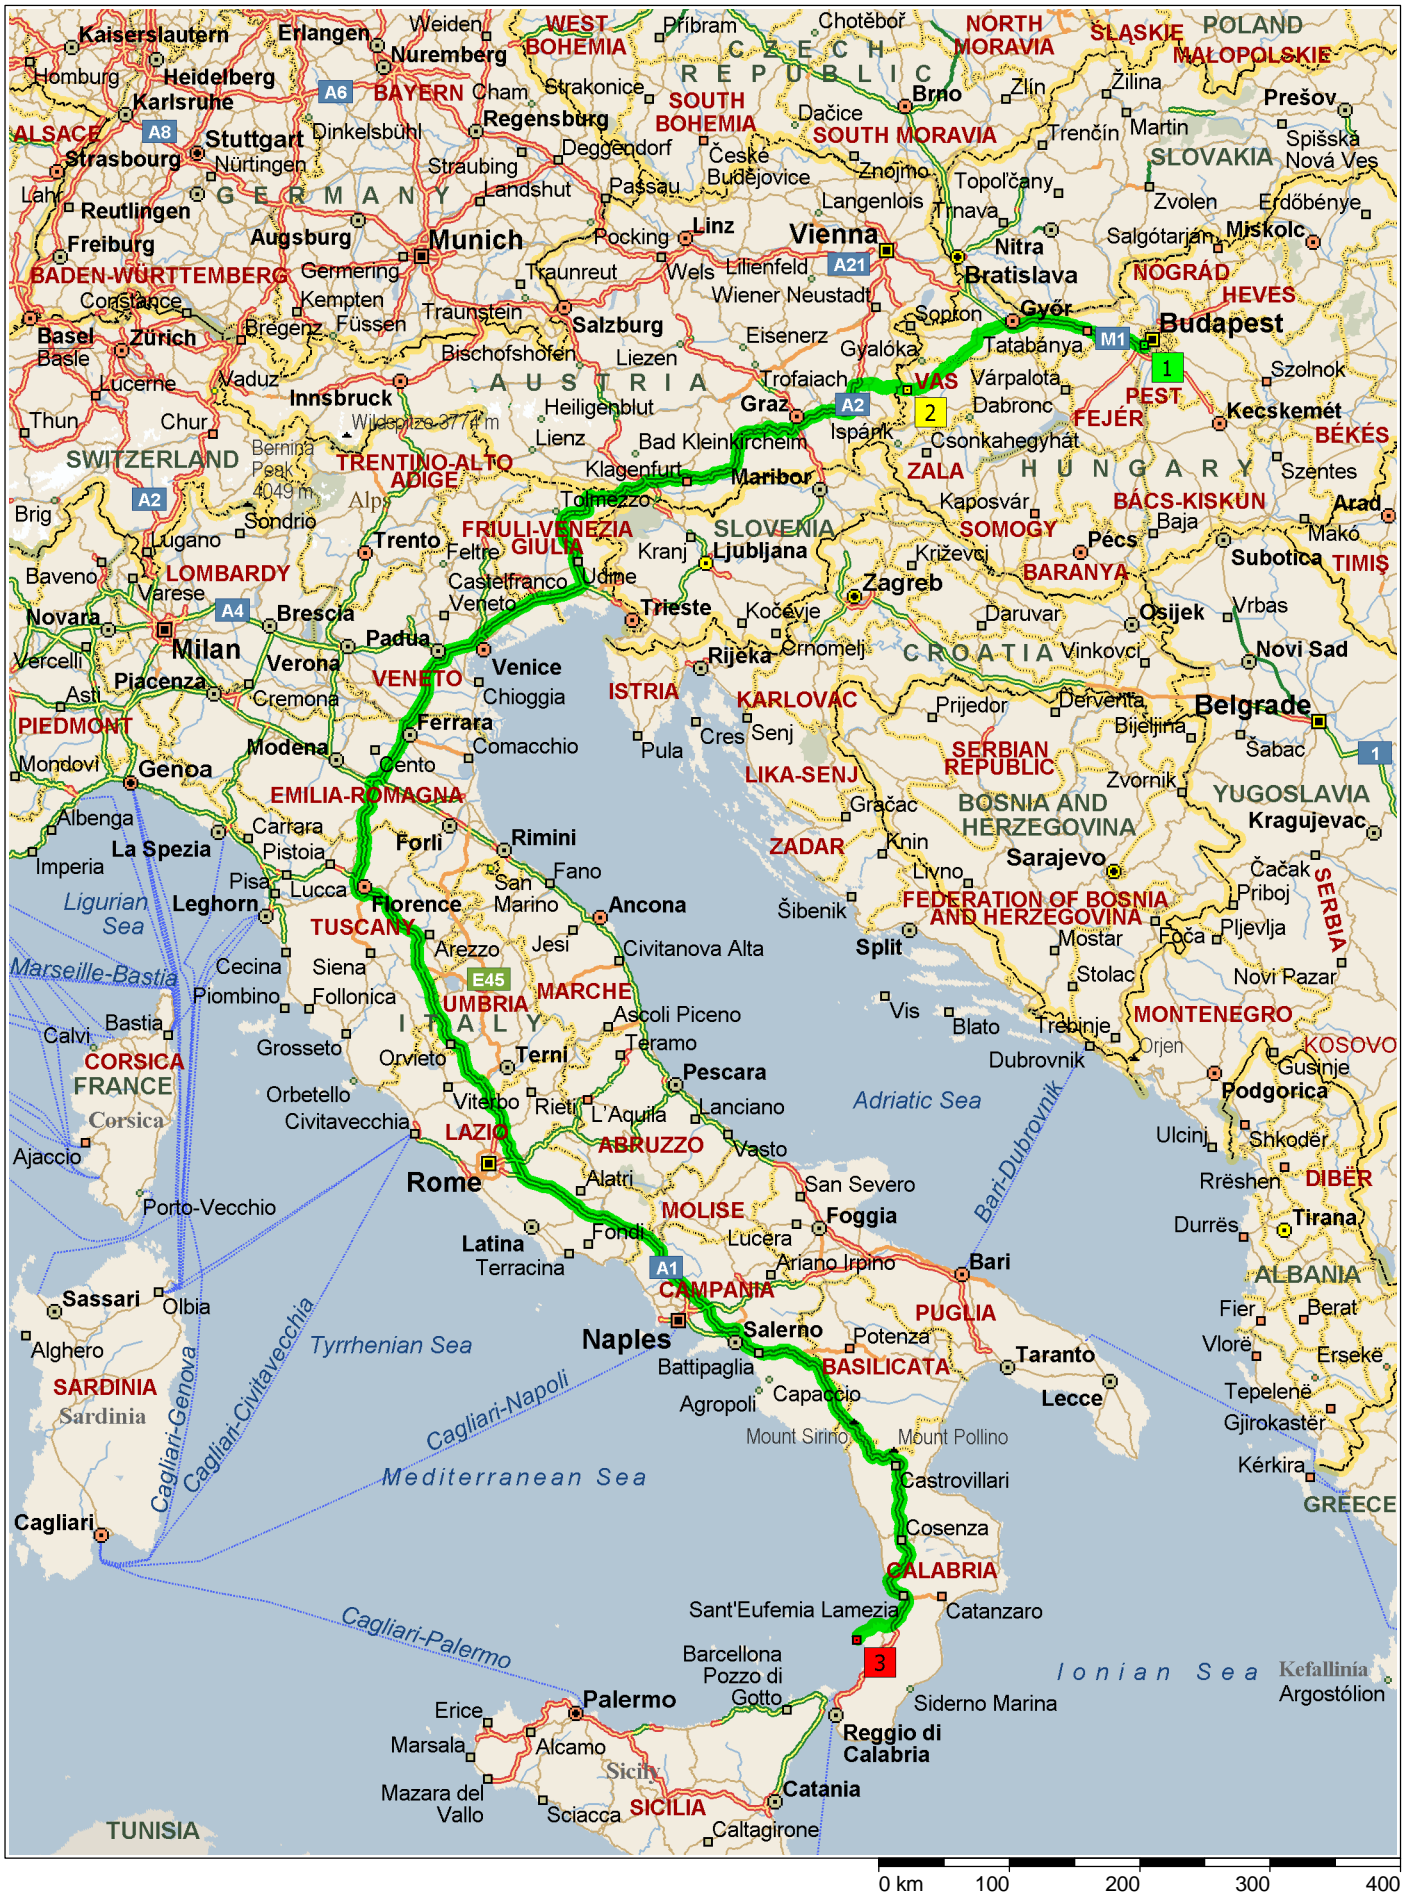 Kaiserslautern
Erlangen
Weiden
WEST
BOHEMIA
Příbram
Chotěboř
NORTH
MORAVIA
ŚLĄSKIE
POLAND
MAŁOPOLSKIE
Homburg
Heidelberg
Nuremberg
CZECH
REPUBLIC
Karlsruhe
A6
BAYERN
Cham
Strakonice
SOUTH
BOHEMIA
Dačice
Brno
Zlín
Žilina
Prešov
ALSACE
A8
Stuttgart
Dinkelsbühl
Regensburg
SOUTH MORAVIA
Trenčín
Martin
Spišská
Nová Ves
Strasbourg
Nürtingen
Straubing
Deggendorf
České
Budějovice
Znojmo
Topoľčany
SLOVAKIA
Lahr
Reutlingen
GERMANY
Landshut
Passau
Langenlois
Trnava
Zvolen
Erdőbénye
Freiburg
Augsburg
Munich
Pocking
Linz
Vienna
Nitra
Salgótarján
Miskolc
BADEN-WÜRTTEMBERG
Germering
Traunreut
Wels
Lilienfeld
A21
Bratislava
NÓGRÁD
Constance
Kempten
Wiener Neustadt
HEVES
Basel
Basle
Zürich
Bregenz
Füssen
Traunstein
Salzburg
Eisenerz
Sopron
Győr
Budapest
Bischofshofen
Liezen
Gyalóka
Tatabánya
M1
1
Lucerne
Vaduz
Innsbruck
AUSTRIA
Trofaiach
VAS
Várpalota
PEST
Szolnok
Thun
Chur
Wildspitze 3774 m
Heiligenblut
Graz
A2
2
Dabronc
FEJÉR
Kecskemét
Lienz
Bad Kleinkircheim
Ispánk
Csonkahegyhát
BÉKÉS
SWITZERLAND
Bernina
Peak
4049 m
TRENTINO-ALTO
ADIGE
Klagenfurt
Maribor
ZALA
HUNGARY
Szentes
A2
Alps
Tolmezzo
Kaposvár
BÁCS-KISKUN
Arad
Brig
Sondrio
FRIULI-VENEZIA
GIULIA
SLOVENIA
SOMOGY
Baja
Makó
Lugano
Trento
Feltre
Kranj
Ljubljana
Križevci
Pécs
Subotica
TIMIŞ
Baveno
LOMBARDY
Castelfranco
Veneto
Udine
Zagreb
BARANYA
Varese
Novara
A4
Brescia
Trieste
Kočevje
Daruvar
Osijek
Vrbas
Milan
Padua
Venice
Črnomelj
Vercelli
Verona
Rijeka
CROATIA
Vinkovci
Novi Sad
Piacenza
VENETO
Chioggia
ISTRIA
KARLOVAC
Asti
Cremona
Prijedor
Derventa
Belgrade
PIEDMONT
Ferrara
Cres
Senj
Bijeljina
Modena
Comacchio
Pula
SERBIAN
REPUBLIC
Šabac
1
Mondovi
Genoa
Cento
LIKA-SENJ
Zvornik
EMILIA-ROMAGNA
Gračac
BOSNIA AND
HERZEGOVINA
YUGOSLAVIA
Albenga
Carrara
Forlì
Rimini
ZADAR
Knin
Kragujevac
La Spezia
Pistoia
Sarajevo
Imperia
Fano
Livno
Čačak
Pisa
Lucca
San
Marino
SERBIA
Ligurian
Sea
Leghorn
Florence
Ancona
Šibenik
FEDERATION OF BOSNIA
AND HERZEGOVINA
Priboj
TUSCANY
Arezzo
Jesi
Civitanova Alta
Split
Mostar
Foča
Pljevlja
Marseille-Bastia
Cecina
Siena
E45
Stolac
Novi Pazar
Piombino
Follonica
UMBRIA
MARCHE
Vis
Blato
MONTENEGRO
Bastia
ITALY
Ascoli Piceno
Trebinje
Calvi
Grosseto
Orvieto
Teramo
Dubrovnik
Orjen
KOSOVO
CORSICA
FRANCE
Terni
Gusinje
Corsica
Orbetello
Viterbo
Rieti
L'Aquila
Pescara
Lanciano
Adriatic Sea
Podgorica
Civitavecchia
LAZIO
ABRUZZO
Vasto
Bari-Dubrovnik
Ulcinj
Shkodër
Ajaccio
Rome
Alatri
San Severo
Rrëshen
DIBËR
Porto-Vecchio
MOLISE
Foggia
Durrës
Tirana
Latina
Fondi
Lucera
Terracina
A1
Ariano Irpino
Bari
ALBANIA
Sassari
Olbia
CAMPANIA
PUGLIA
Fier
Berat
Alghero
Tyrrhenian Sea
Naples
Salerno
Potenza
Vlorë
Ersekë
SARDINIA
Sardinia
Battipaglia
BASILICATA
Taranto
Cagliari-Genova
Cagliari-Civitavecchia
Cagliari-Napoli
Agropoli
Capaccio
Lecce
Tepelenë
Gjirokastër
Mount Sirino
Mount Pollino
Mediterranean Sea
Castrovillari
Kërkira
GREECE
Cagliari
Cosenza
CALABRIA
Sant'Eufemia Lamezia
Catanzaro
Cagliari-Palermo
3
Barcellona
Pozzo di
Gotto
Ionian Sea
Kefallinía
Argostólion
Palermo
Siderno Marina
Erice
Reggio di
Calabria
Marsala
Alcamo
Sicily
Mazara del
Vallo
Sciacca
SICILIA
Catania
Caltagirone
TUNISIA
0 km 100 200 300 400